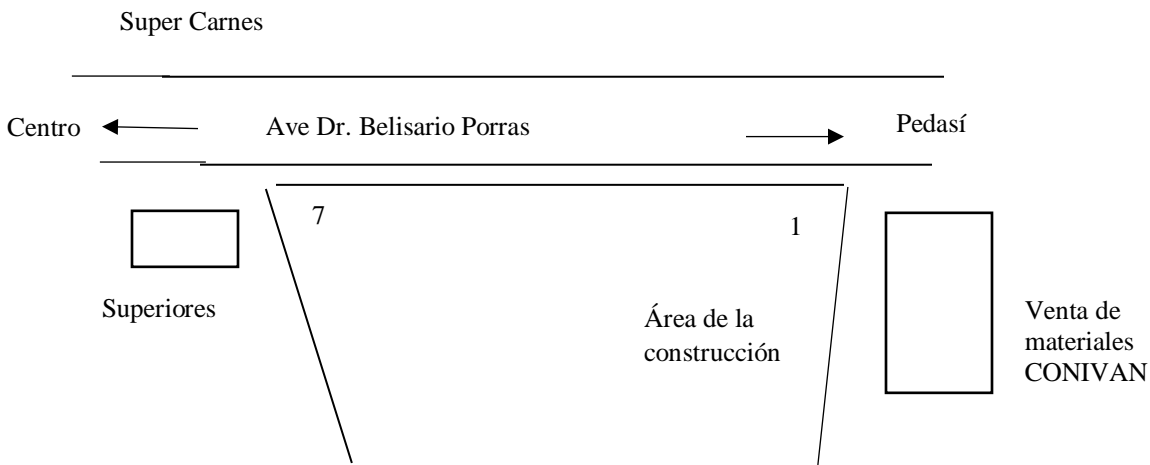 Super Carnes
Centro
Ave Dr. Belisario Porras
Pedasí
7
1
Superiores
Área de la
construcción
Venta de
materiales
CONIVAN